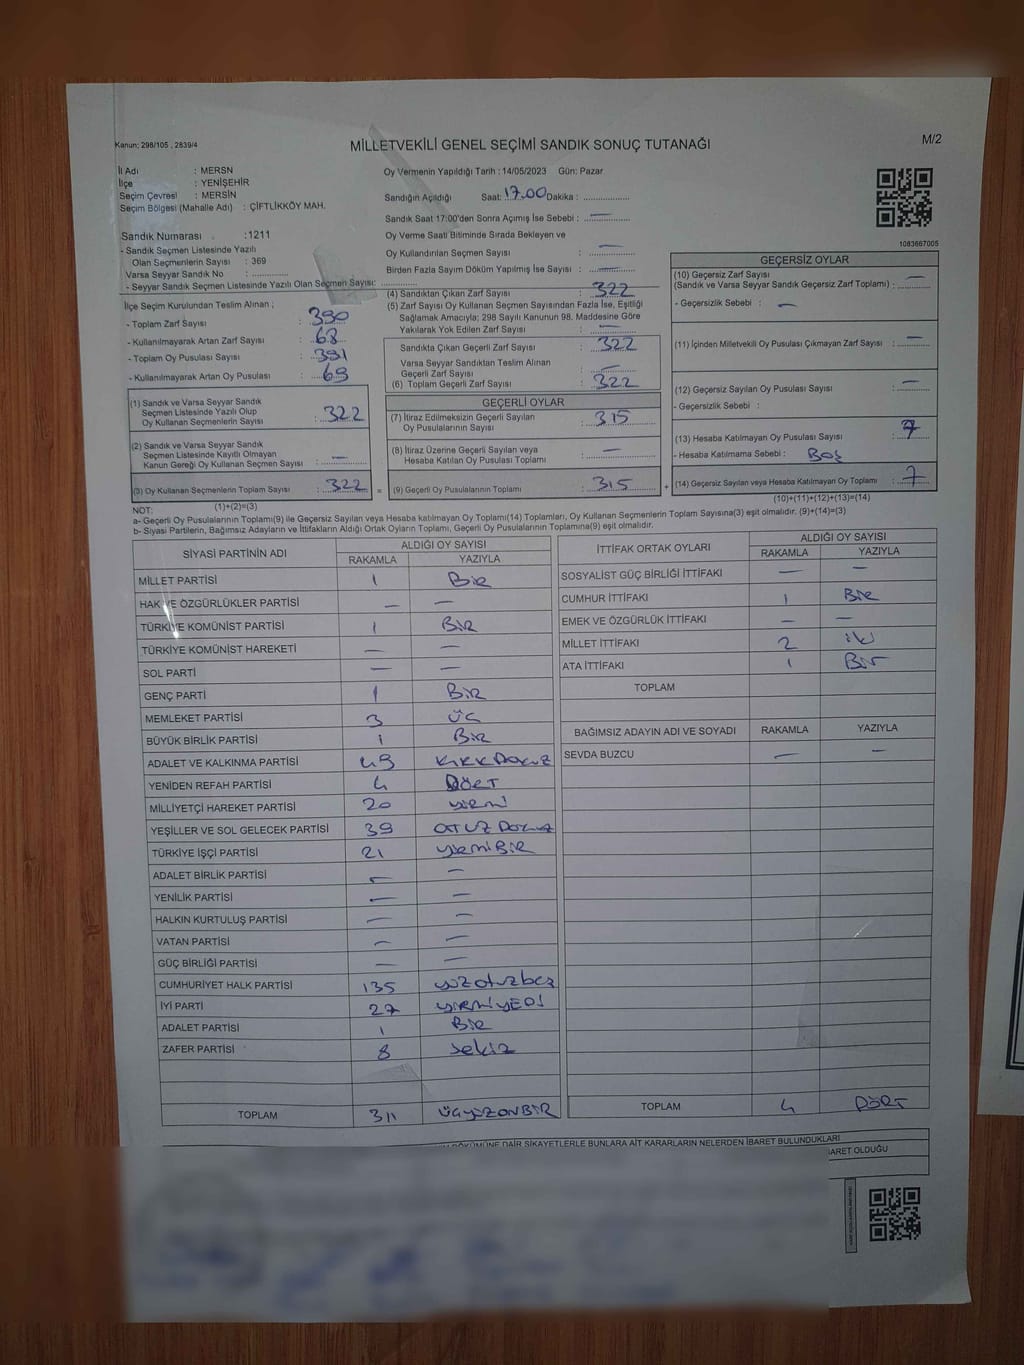 Kanun; 298/105 , 2839/4
MİLLETVEKİLİ GENEL SEÇİMİ SANDIK SONUÇ TUTANAĞI
M/2
İl Adı : MERSN
İlçe : YENİŞEHİR
Seçim Çevresi : MERSİN
Seçim Bölgesi (Mahalle Adı) : ÇİFTLİKKÖY MAH.
Sandık Numarası :1211
- Sandık Seçmen Listesinde Yazılı
Olan Seçmenlerin Sayısı : 369
Varsa Seyyar Sandık No :
- Seyyar Sandık Seçmen Listesinde Yazılı Olan Seçmen Sayısı:
Oy Vermenin Yapıldığı Tarih : 14/05/2023 Gün: Pazar
Sandığın Açıldığı Saat: 17.00 Dakika :
Sandık Saat 17:00'den Sonra Açımış İse Sebebi : —
Oy Verme Saati Bitiminde Sırada Bekleyen ve
Oy Kullandırılan Seçmen Sayısı : —
Birden Fazla Sayım Döküm Yapılmış İse Sayısı : —
1083667005
İlçe Seçim Kurulundan Teslim Alınan ;
- Toplam Zarf Sayısı : 390
- Kullanılmayarak Artan Zarf Sayısı : 68
- Toplam Oy Pusulası Sayısı : 391
- Kullanılmayarak Artan Oy Pusulası : 69
(1) Sandık ve Varsa Seyyar Sandık
Seçmen Listesinde Yazılı Olup
Oy Kullanan Seçmenlerin Sayısı : 322
(2) Sandık ve Varsa Seyyar Sandık
Seçmen Listesinde Kayıtlı Olmayan
Kanun Gereği Oy Kullanan Seçmen Sayısı : —
(3) Oy Kullanan Seçmenlerin Toplam Sayısı : 322 =
(1)+(2)=(3)
(4) Sandıktan Çıkan Zarf Sayısı : 322
(5) Zarf Sayısı Oy Kullanan Seçmen Sayısından Fazla İse, Eşitliği
Sağlamak Amacıyla; 298 Sayılı Kanunun 98. Maddesine Göre
Yakılarak Yok Edilen Zarf Sayısı : —
Sandıkta Çıkan Geçerli Zarf Sayısı : 322
Varsa Seyyar Sandıktan Teslim Alınan
Geçerli Zarf Sayısı : —
(6) Toplam Geçerli Zarf Sayısı : 322
GEÇERLİ OYLAR
(7) İtiraz Edilmeksizin Geçerli Sayılan
Oy Pusulalarının Sayısı : 315
(8) İtiraz Üzerine Geçerli Sayılan veya
Hesaba Katılan Oy Pusulası Toplamı : —
(9) Geçerli Oy Pusulalarının Toplamı : 315 +
GEÇERSİZ OYLAR
(10) Geçersiz Zarf Sayısı —
(Sandık ve Varsa Seyyar Sandık Geçersiz Zarf Toplamı) :
- Geçersizlik Sebebi : —
(11) İçinden Milletvekili Oy Pusulası Çıkmayan Zarf Sayısı : —
(12) Geçersiz Sayılan Oy Pusulası Sayısı : —
- Geçersizlik Sebebi :
(13) Hesaba Katılmayan Oy Pusulası Sayısı : 7
- Hesaba Katılmama Sebebi : Boş
(14) Geçersiz Sayılan veya Hesaba Katılmayan Oy Toplamı : 7
(10)+(11)+(12)+(13)=(14)
NOT:
a- Geçerli Oy Pusulalarının Toplamı(9) ile Geçersiz Sayılan veya Hesaba katılmayan Oy Toplamı(14) Toplamları, Oy Kullanan Seçmenlerin Toplam Sayısına(3) eşit olmalıdır. (9)+(14)=(3)
b- Siyasi Partilerin, Bağımsız Adayların ve İttifakların Aldığı Ortak Oyların Toplamı, Geçerli Oy Pusulalarının Toplamına(9) eşit olmalıdır.
SİYASİ PARTİNİN ADI ALDIĞI OY SAYISI
RAKAMLA YAZIYLA
MİLLET PARTİSİ 1 Bir
HAK VE ÖZGÜRLÜKLER PARTİSİ — —
TÜRKİYE KOMÜNİST PARTİSİ 1 Bir
TÜRKİYE KOMÜNİST HAREKETİ — —
SOL PARTİ — —
GENÇ PARTİ 1 Bir
MEMLEKET PARTİSİ 3 üç
BÜYÜK BİRLİK PARTİSİ 1 Bir
ADALET VE KALKINMA PARTİSİ 49 KırkDokuz
YENİDEN REFAH PARTİSİ 4 DÖRT
MİLLİYETÇİ HAREKET PARTİSİ 20 yirmi
YEŞİLLER VE SOL GELECEK PARTİSİ 39 OTUZ Dokuz
TÜRKİYE İŞÇİ PARTİSİ 21 yirmiBir
ADALET BİRLİK PARTİSİ — —
YENİLİK PARTİSİ — —
HALKIN KURTULUŞ PARTİSİ — —
VATAN PARTİSİ — —
GÜÇ BİRLİĞİ PARTİSİ — —
CUMHURİYET HALK PARTİSİ 135 yüzotuzbeş
İYİ PARTİ 27 yirmiYEDİ
ADALET PARTİSİ 1 Bir
ZAFER PARTİSİ 8 sekiz
TOPLAM 311 ÜçyüzONBİR
İTTİFAK ORTAK OYLARI ALDIĞI OY SAYISI
RAKAMLA YAZIYLA
SOSYALİST GÜÇ BİRLİĞİ İTTİFAKI — —
CUMHUR İTTİFAKI 1 Bir
EMEK VE ÖZGÜRLÜK İTTİFAKI — —
MİLLET İTTİFAKI 2 iki
ATA İTTİFAKI 1 Bir
TOPLAM
BAĞIMSIZ ADAYIN ADI VE SOYADI RAKAMLA YAZIYLA
SEVDA BUZCU — —
TOPLAM 4 DÖRT
DÖKÜMÜNE DAİR ŞİKAYETLERLE BUNLARA AİT KARARLARIN NELERDEN İBARET BULUNDUKLARI
İBARET OLDUĞU